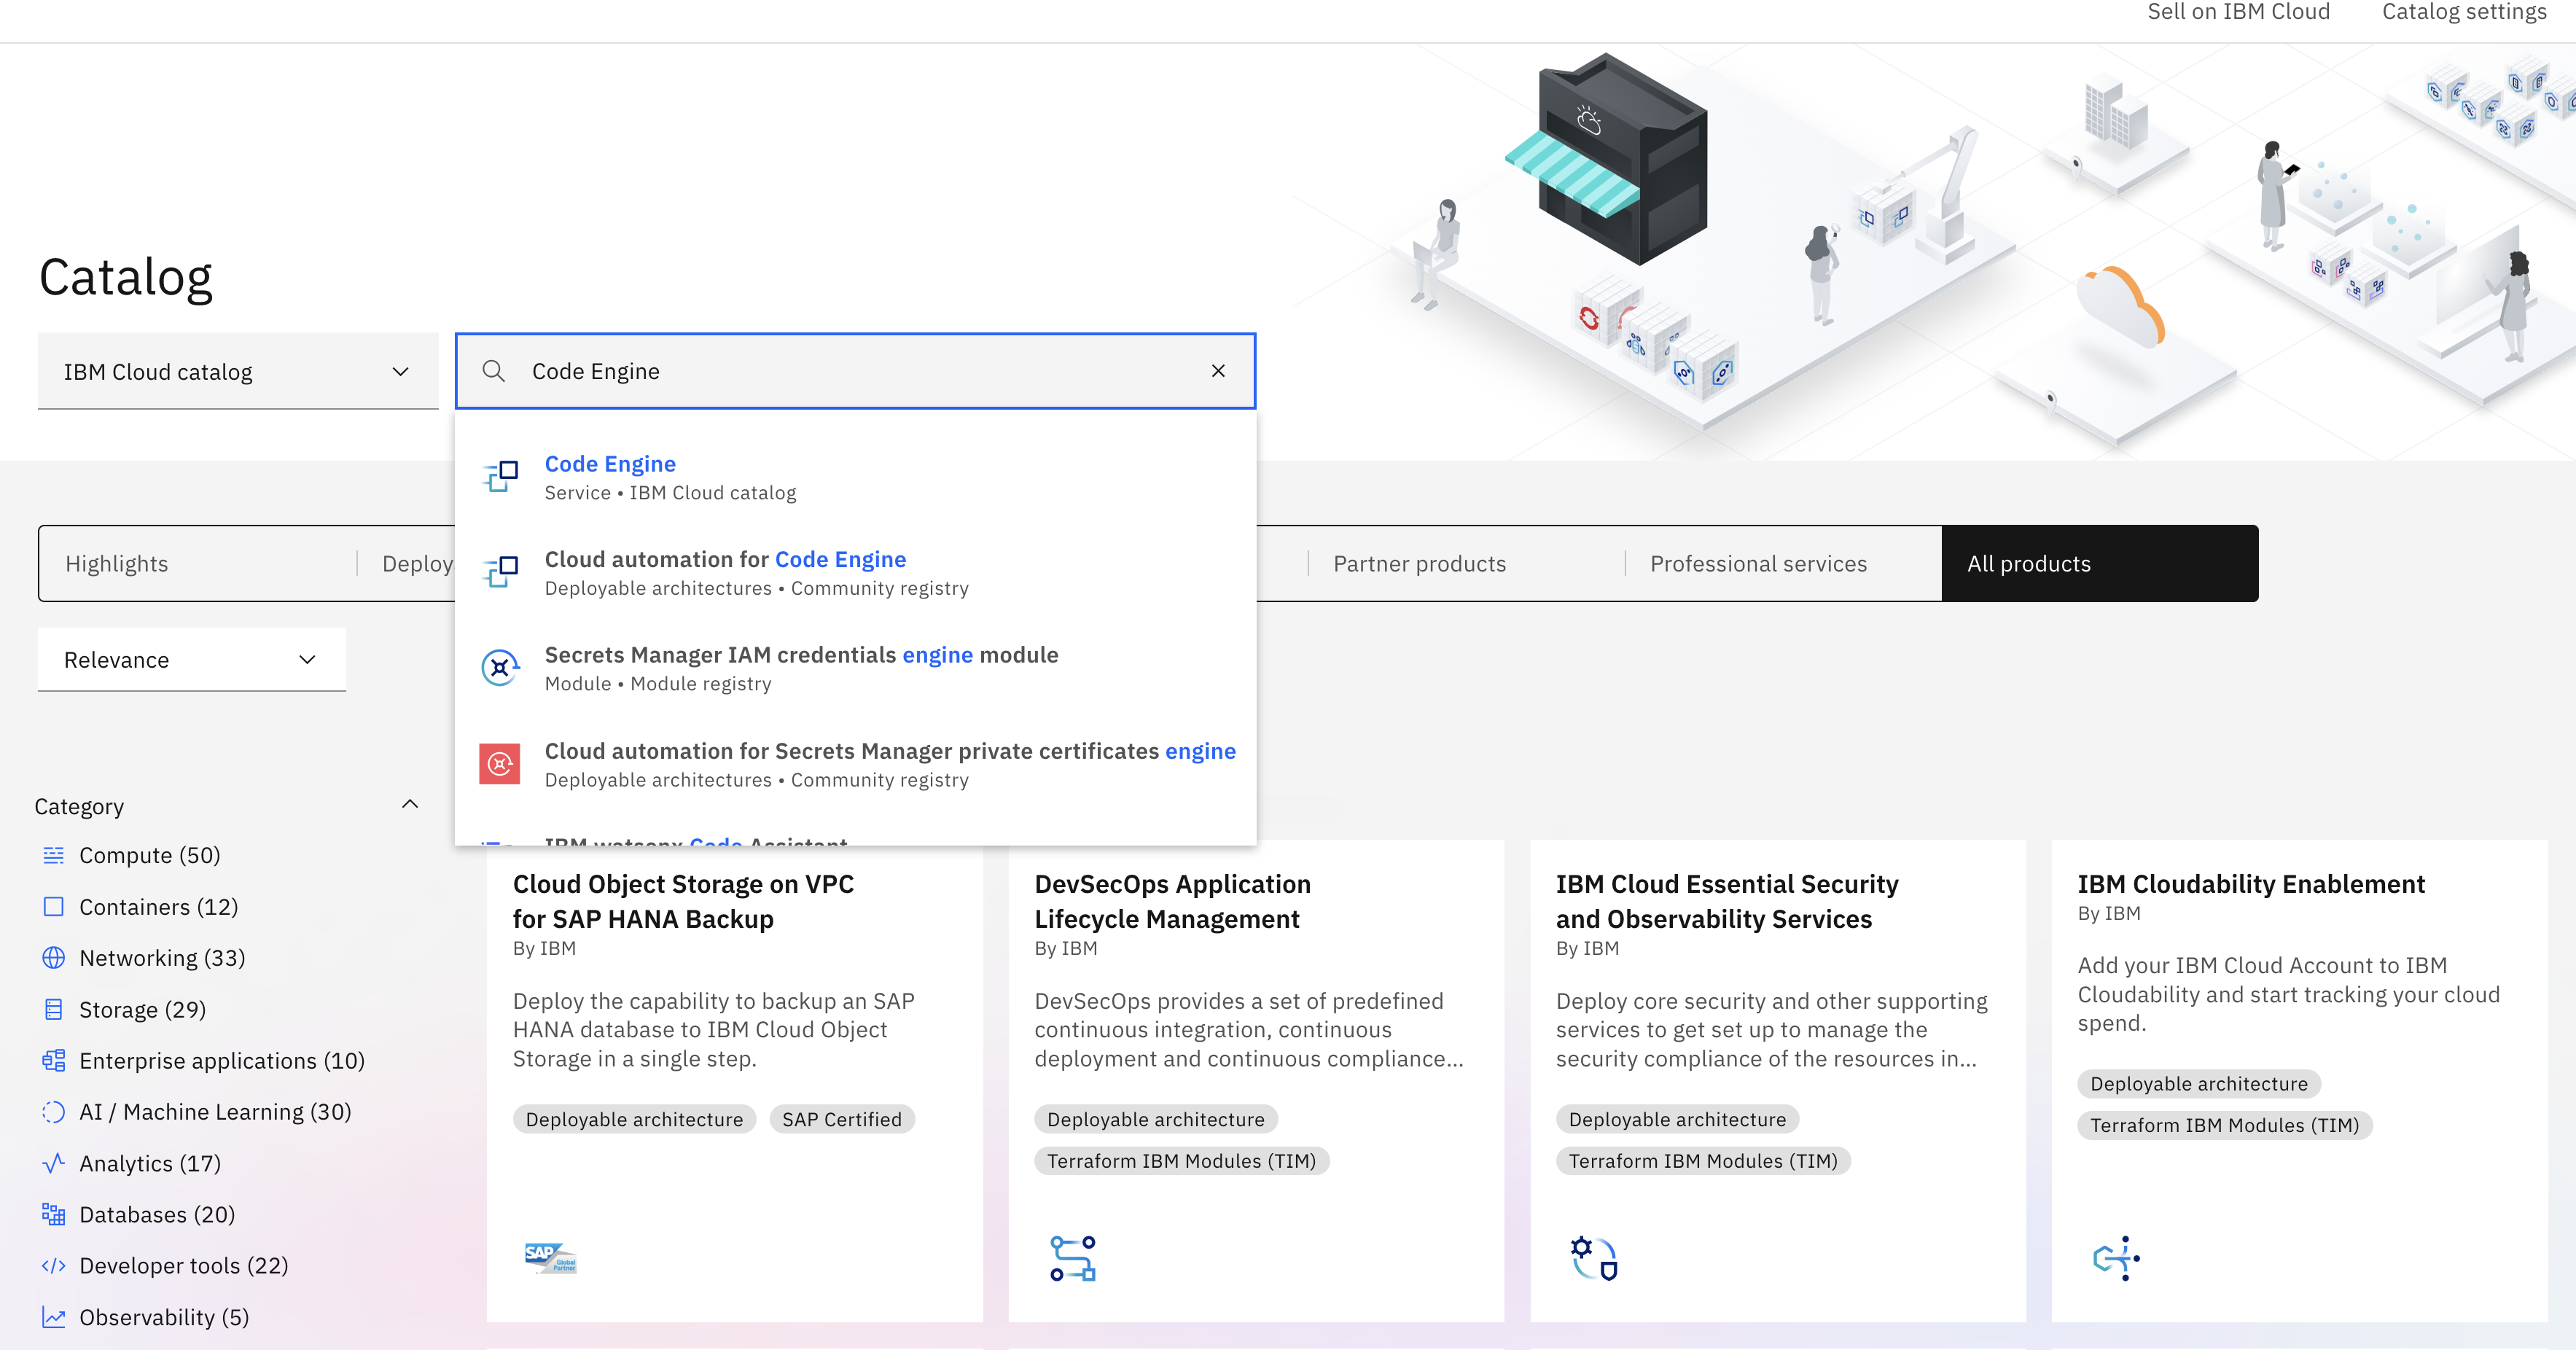 Sell on IBM Cloud
Catalog settings
Catalog
IBM Cloud catalog
Code Engine
Code Engine
Service • IBM Cloud catalog
Cloud automation for Code Engine
Deployable architectures • Community registry
Secrets Manager IAM credentials engine module
Module • Module registry
Cloud automation for Secrets Manager private certificates engine
Deployable architectures • Community registry
IBM watsonx Code Assistant
Highlights
Deploy
Partner products
Professional services
All products
Relevance
Category
Compute (50)
Containers (12)
Networking (33)
Storage (29)
Enterprise applications (10)
AI / Machine Learning (30)
Analytics (17)
Databases (20)
Developer tools (22)
Observability (5)
Cloud Object Storage on VPC
for SAP HANA Backup
By IBM
Deploy the capability to backup an SAP
HANA database to IBM Cloud Object
Storage in a single step.
Deployable architecture
SAP Certified
SAP
Global
Partner
DevSecOps Application
Lifecycle Management
By IBM
DevSecOps provides a set of predefined
continuous integration, continuous
deployment and continuous compliance...
Deployable architecture
Terraform IBM Modules (TIM)
IBM Cloud Essential Security
and Observability Services
By IBM
Deploy core security and other supporting
services to get set up to manage the
security compliance of the resources in...
Deployable architecture
Terraform IBM Modules (TIM)
IBM Cloudability Enablement
By IBM
Add your IBM Cloud Account to IBM
Cloudability and start tracking your cloud
spend.
Deployable architecture
Terraform IBM Modules (TIM)